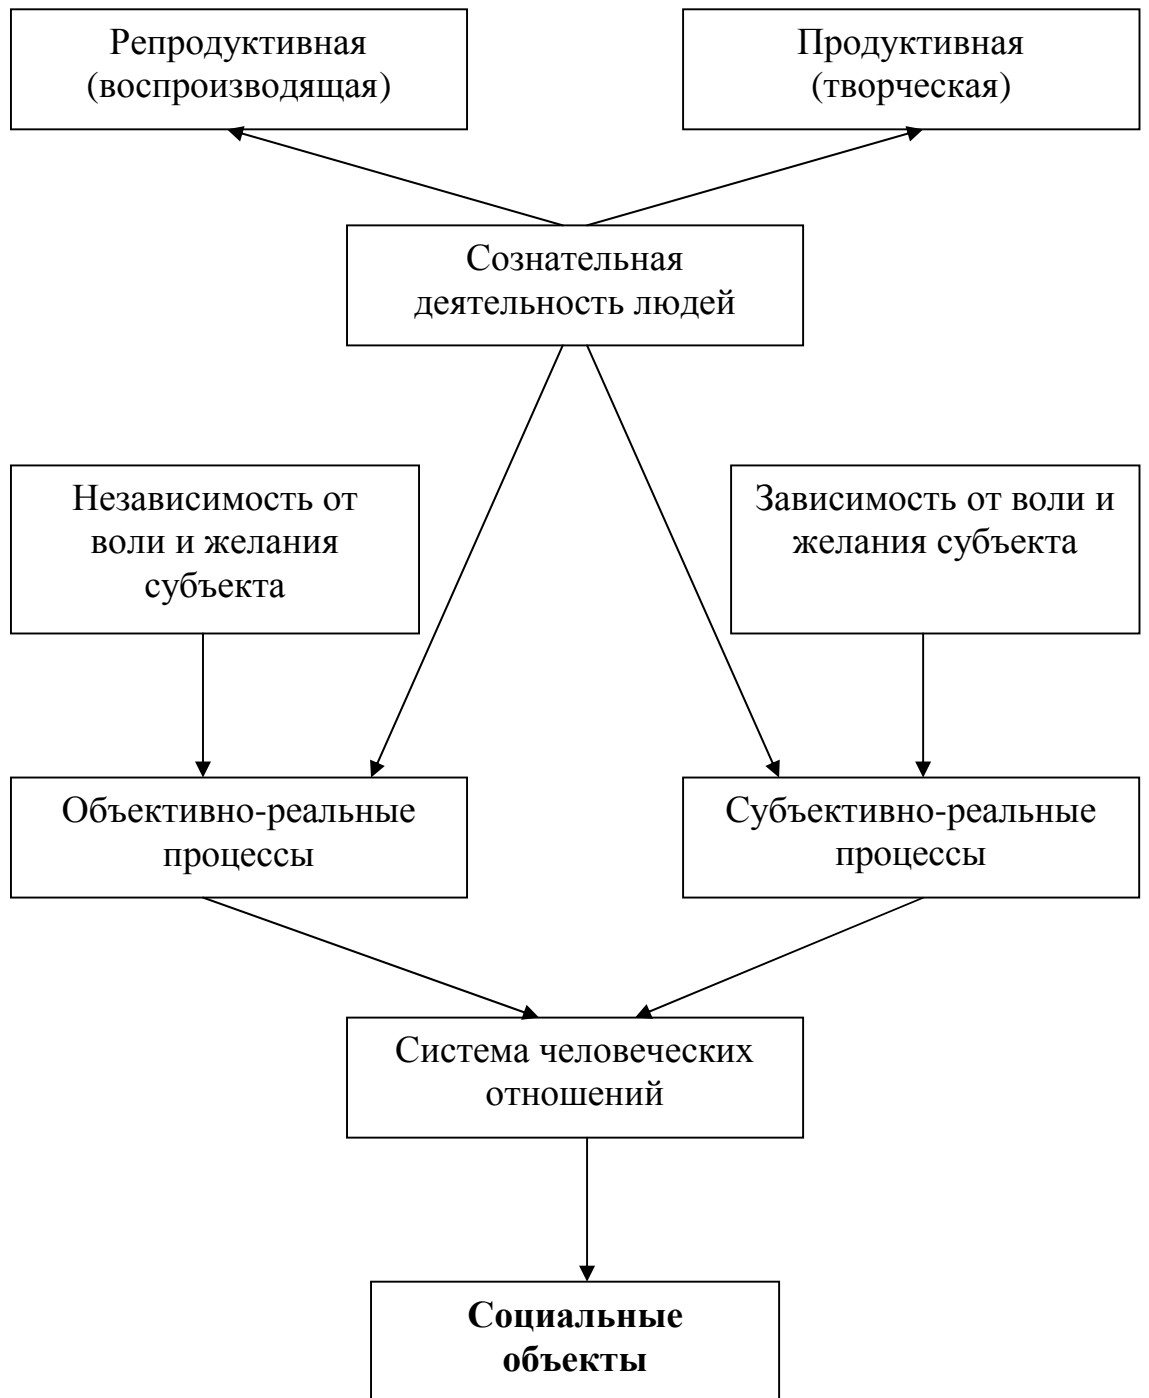 Репродуктивная
(воспроизводящая)
Продуктивная
(творческая)
Сознательная
деятельность людей
Независимость от
воли и желания
субъекта
Зависимость от воли и
желания субъекта
Объективно-реальные
процессы
Субъективно-реальные
процессы
Система человеческих
отношений
Социальные
объекты